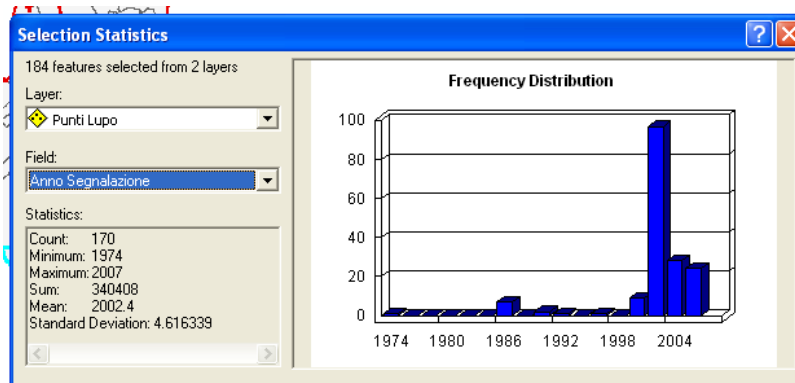 Selection Statistics
184 features selected from 2 layers
Layer:
Punti Lupo
Field:
Anno Segnalazione
Statistics:
Count: 170
Minimum: 1974
Maximum: 2007
Sum: 340408
Mean: 2002.4
Standard Deviation: 4.616339
Frequency Distribution
100
80
60
40
20
0
1974 1980 1986 1992 1998 2004